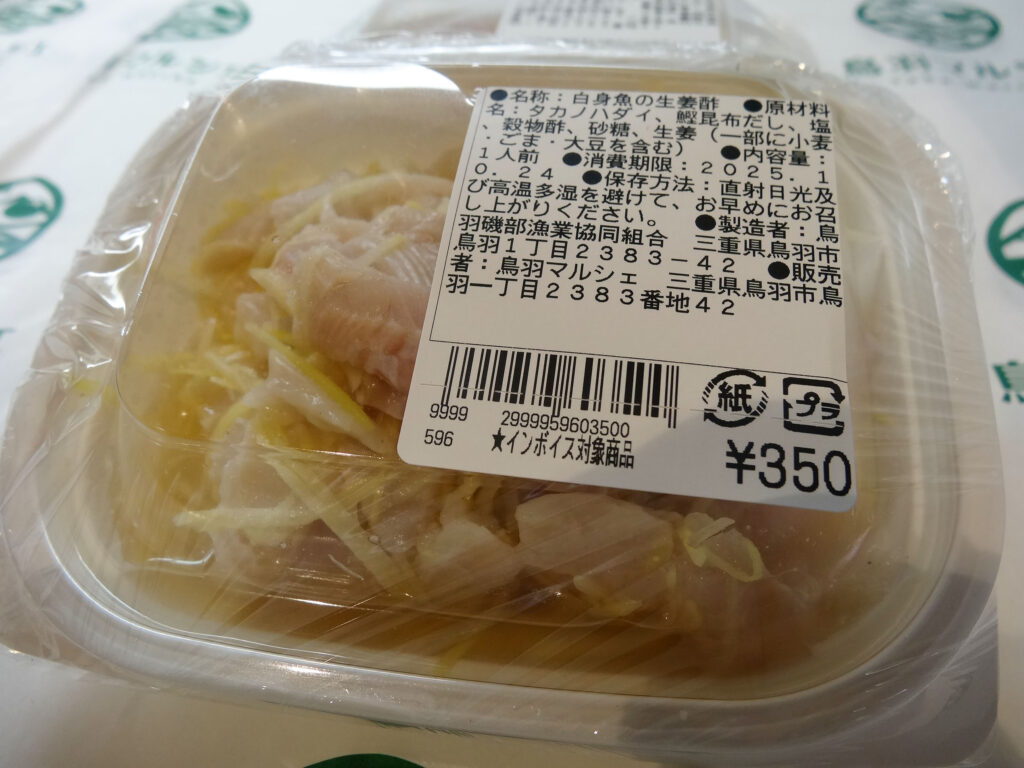 ●名称：白身魚の生姜酢　●原材料
名：タカノハダイ、鰹昆布だし、塩
、穀物酢、砂糖、生姜（一部に小麦
・ごま・大豆を含む）　●内容量：
１人前　●消費期限：２０２５．１
０．２４　●保存方法：直射日光及
び高温多湿を避けて、お早めにお召
し上がりください。　●製造者：鳥
羽磯部漁業協同組合　三重県鳥羽市
鳥羽１丁目２３８３－４２　●販売
者：鳥羽マルシェ　三重県鳥羽市鳥
羽一丁目２３８３番地４２
紙
プラ
9999
2999959603500
596
★インボイス対象商品
¥350